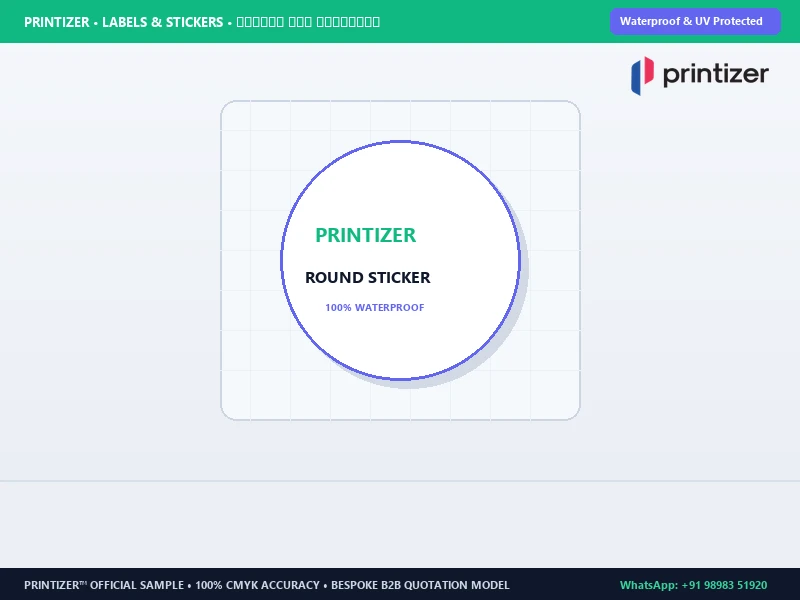 PRINTIZER • LABELS & STICKERS •
Waterproof & UV Protected
printizer
PRINTIZER
ROUND STICKER
100% WATERPROOF
PRINTIZER™ OFFICIAL SAMPLE • 100% CMYK ACCURACY • BESPOKE B2B QUOTATION MODEL
WhatsApp: +91 98983 51920